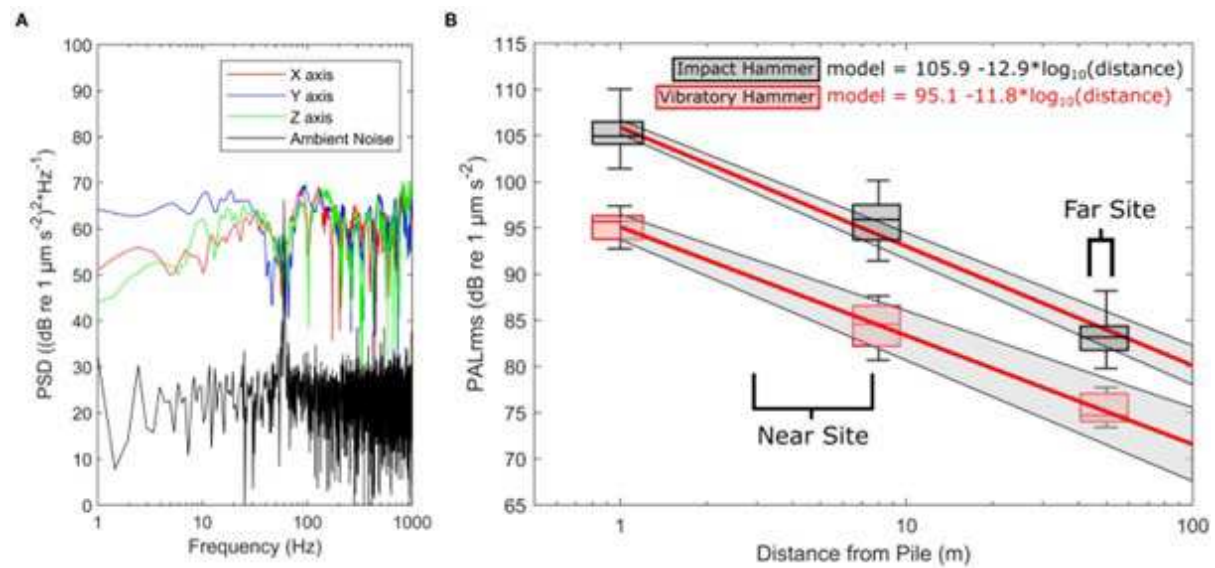 A
100
90
80
70
60
50
40
30
20
10
0
PSD ((dB re 1 µm s⁻²)²*Hz⁻¹)
X axis
Y axis
Z axis
Ambient Noise
1
10
100
1000
Frequency (Hz)
B
115
110
105
100
95
90
85
80
75
70
65
PALrms (dB re 1 µm s⁻²)
Impact Hammer model = 105.9 -12.9*log₁₀(distance)
Vibratory Hammer model = 95.1 -11.8*log₁₀(distance)
Far Site
Near Site
1
10
100
Distance from Pile (m)